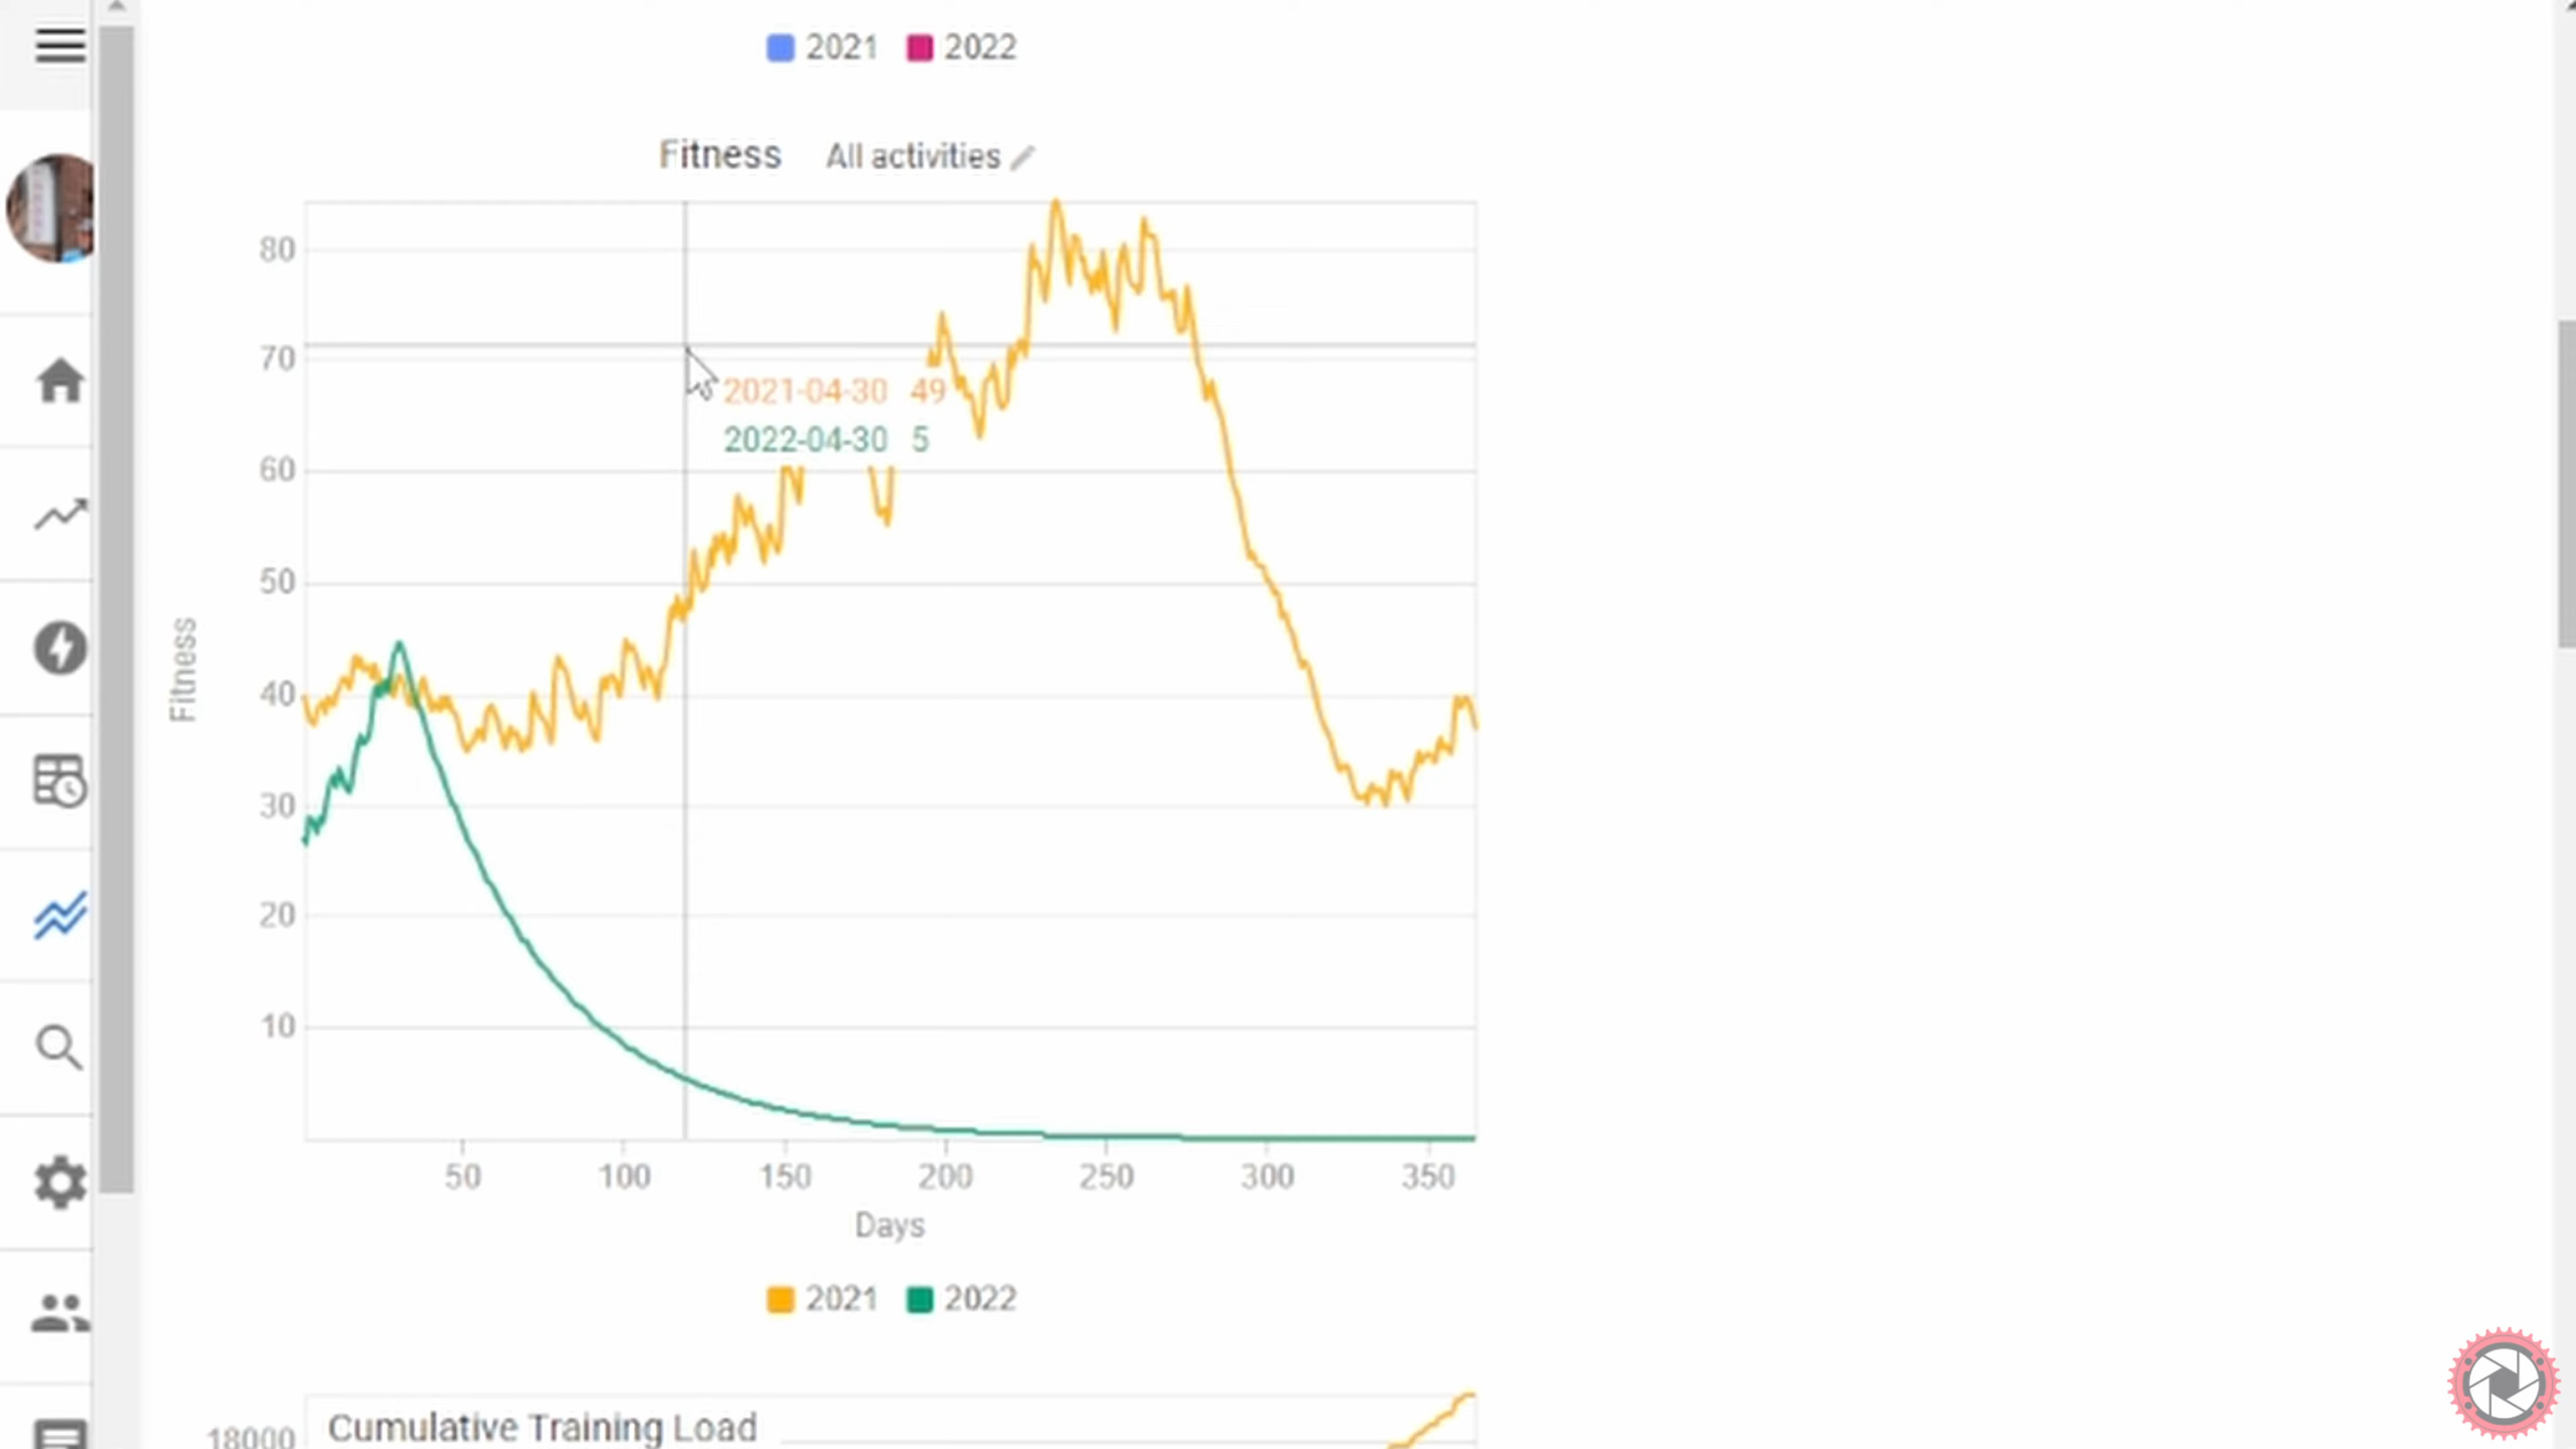 2021 2022
Fitness All activities
80
70
2021-04-30 49
2022-04-30 5
60
50
Fitness
40
30
20
10
50 100 150 200 250 300 350
Days
2021 2022
Cumulative Training Load
18000